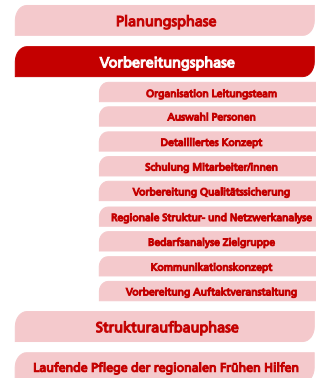 Planungsphase
Vorbereitungsphase
Organisation Leitungsteam
Auswahl Personen
Detailliertes Konzept
Schulung Mitarbeiter/innen
Vorbereitung Qualitätssicherung
Regionale Struktur- und Netzwerkanalyse
Bedarfsanalyse Zielgruppe
Kommunikationskonzept
Vorbereitung Auftaktveranstaltung
Strukturaufbauphase
Laufende Pflege der regionalen Frühen Hilfen